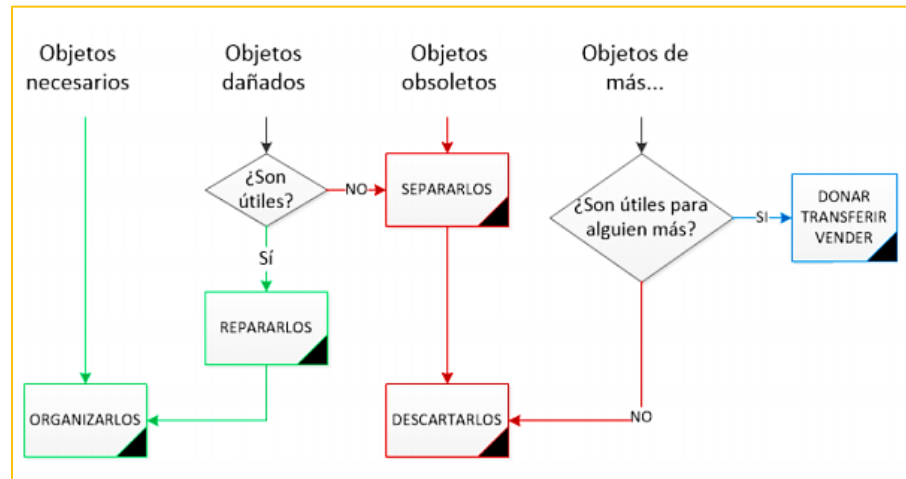 Objetos
necesarios
Objetos
dañados
Objetos
obsoletos
Objetos de
más...
¿Son
útiles?
NO
SEPARARLOS
¿Son útiles para
alguien más?
SI
DONAR
TRANSFERIR
VENDER
Sí
REPARARLOS
ORGANIZARLOS
DESCARTARLOS
NO